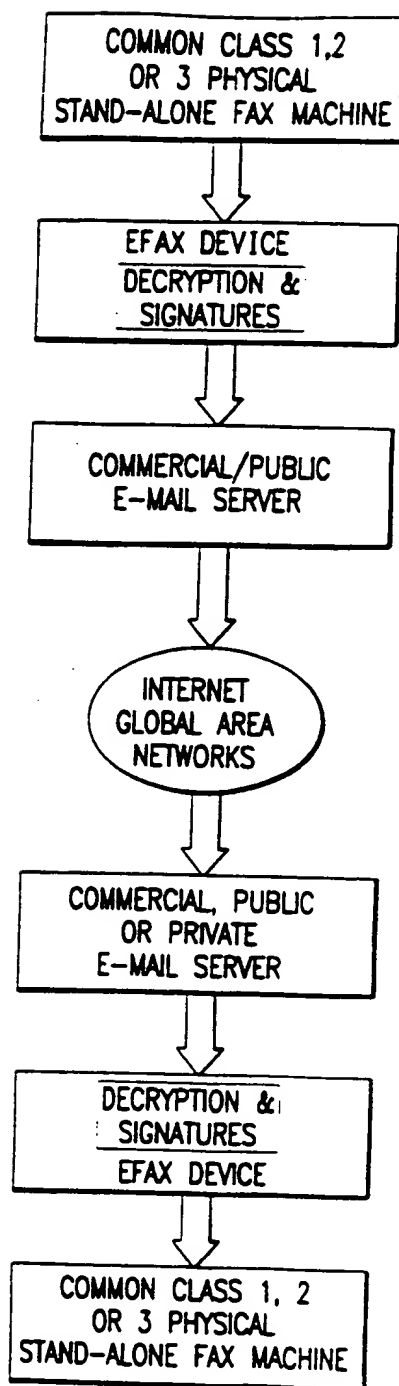 COMMON CLASS 1,2
OR 3 PHYSICAL
STAND-ALONE FAX MACHINE
EFAX DEVICE
DECRYPTION &
SIGNATURES
COMMERCIAL/PUBLIC
E-MAIL SERVER
INTERNET
GLOBAL AREA
NETWORKS
COMMERCIAL, PUBLIC
OR PRIVATE
E-MAIL SERVER
DECRYPTION &
SIGNATURES
EFAX DEVICE
COMMON CLASS 1, 2
OR 3 PHYSICAL
STAND-ALONE FAX MACHINE